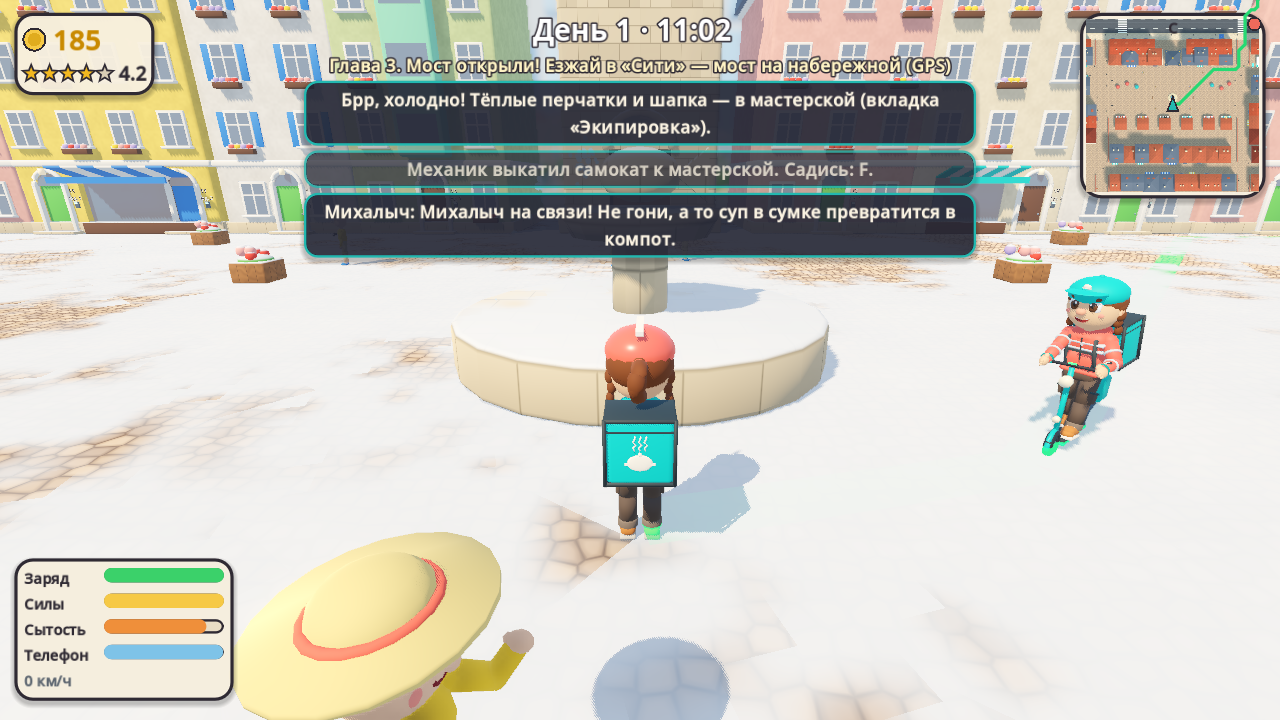 185
4.2
День 1 · 11:02
Глава 3. Мост открыли! Езжай в «Сити» — мост на набережной (GPS)
Брр, холодно! Тёплые перчатки и шапка — в мастерской (вкладка
«Экипировка»).
Механик выкатил самокат к мастерской. Садись: F.
Михалыч: Михалыч на связи! Не гони, а то суп в сумке превратится в
компот.
Заряд
Силы
Сытость
Телефон
0 км/ч